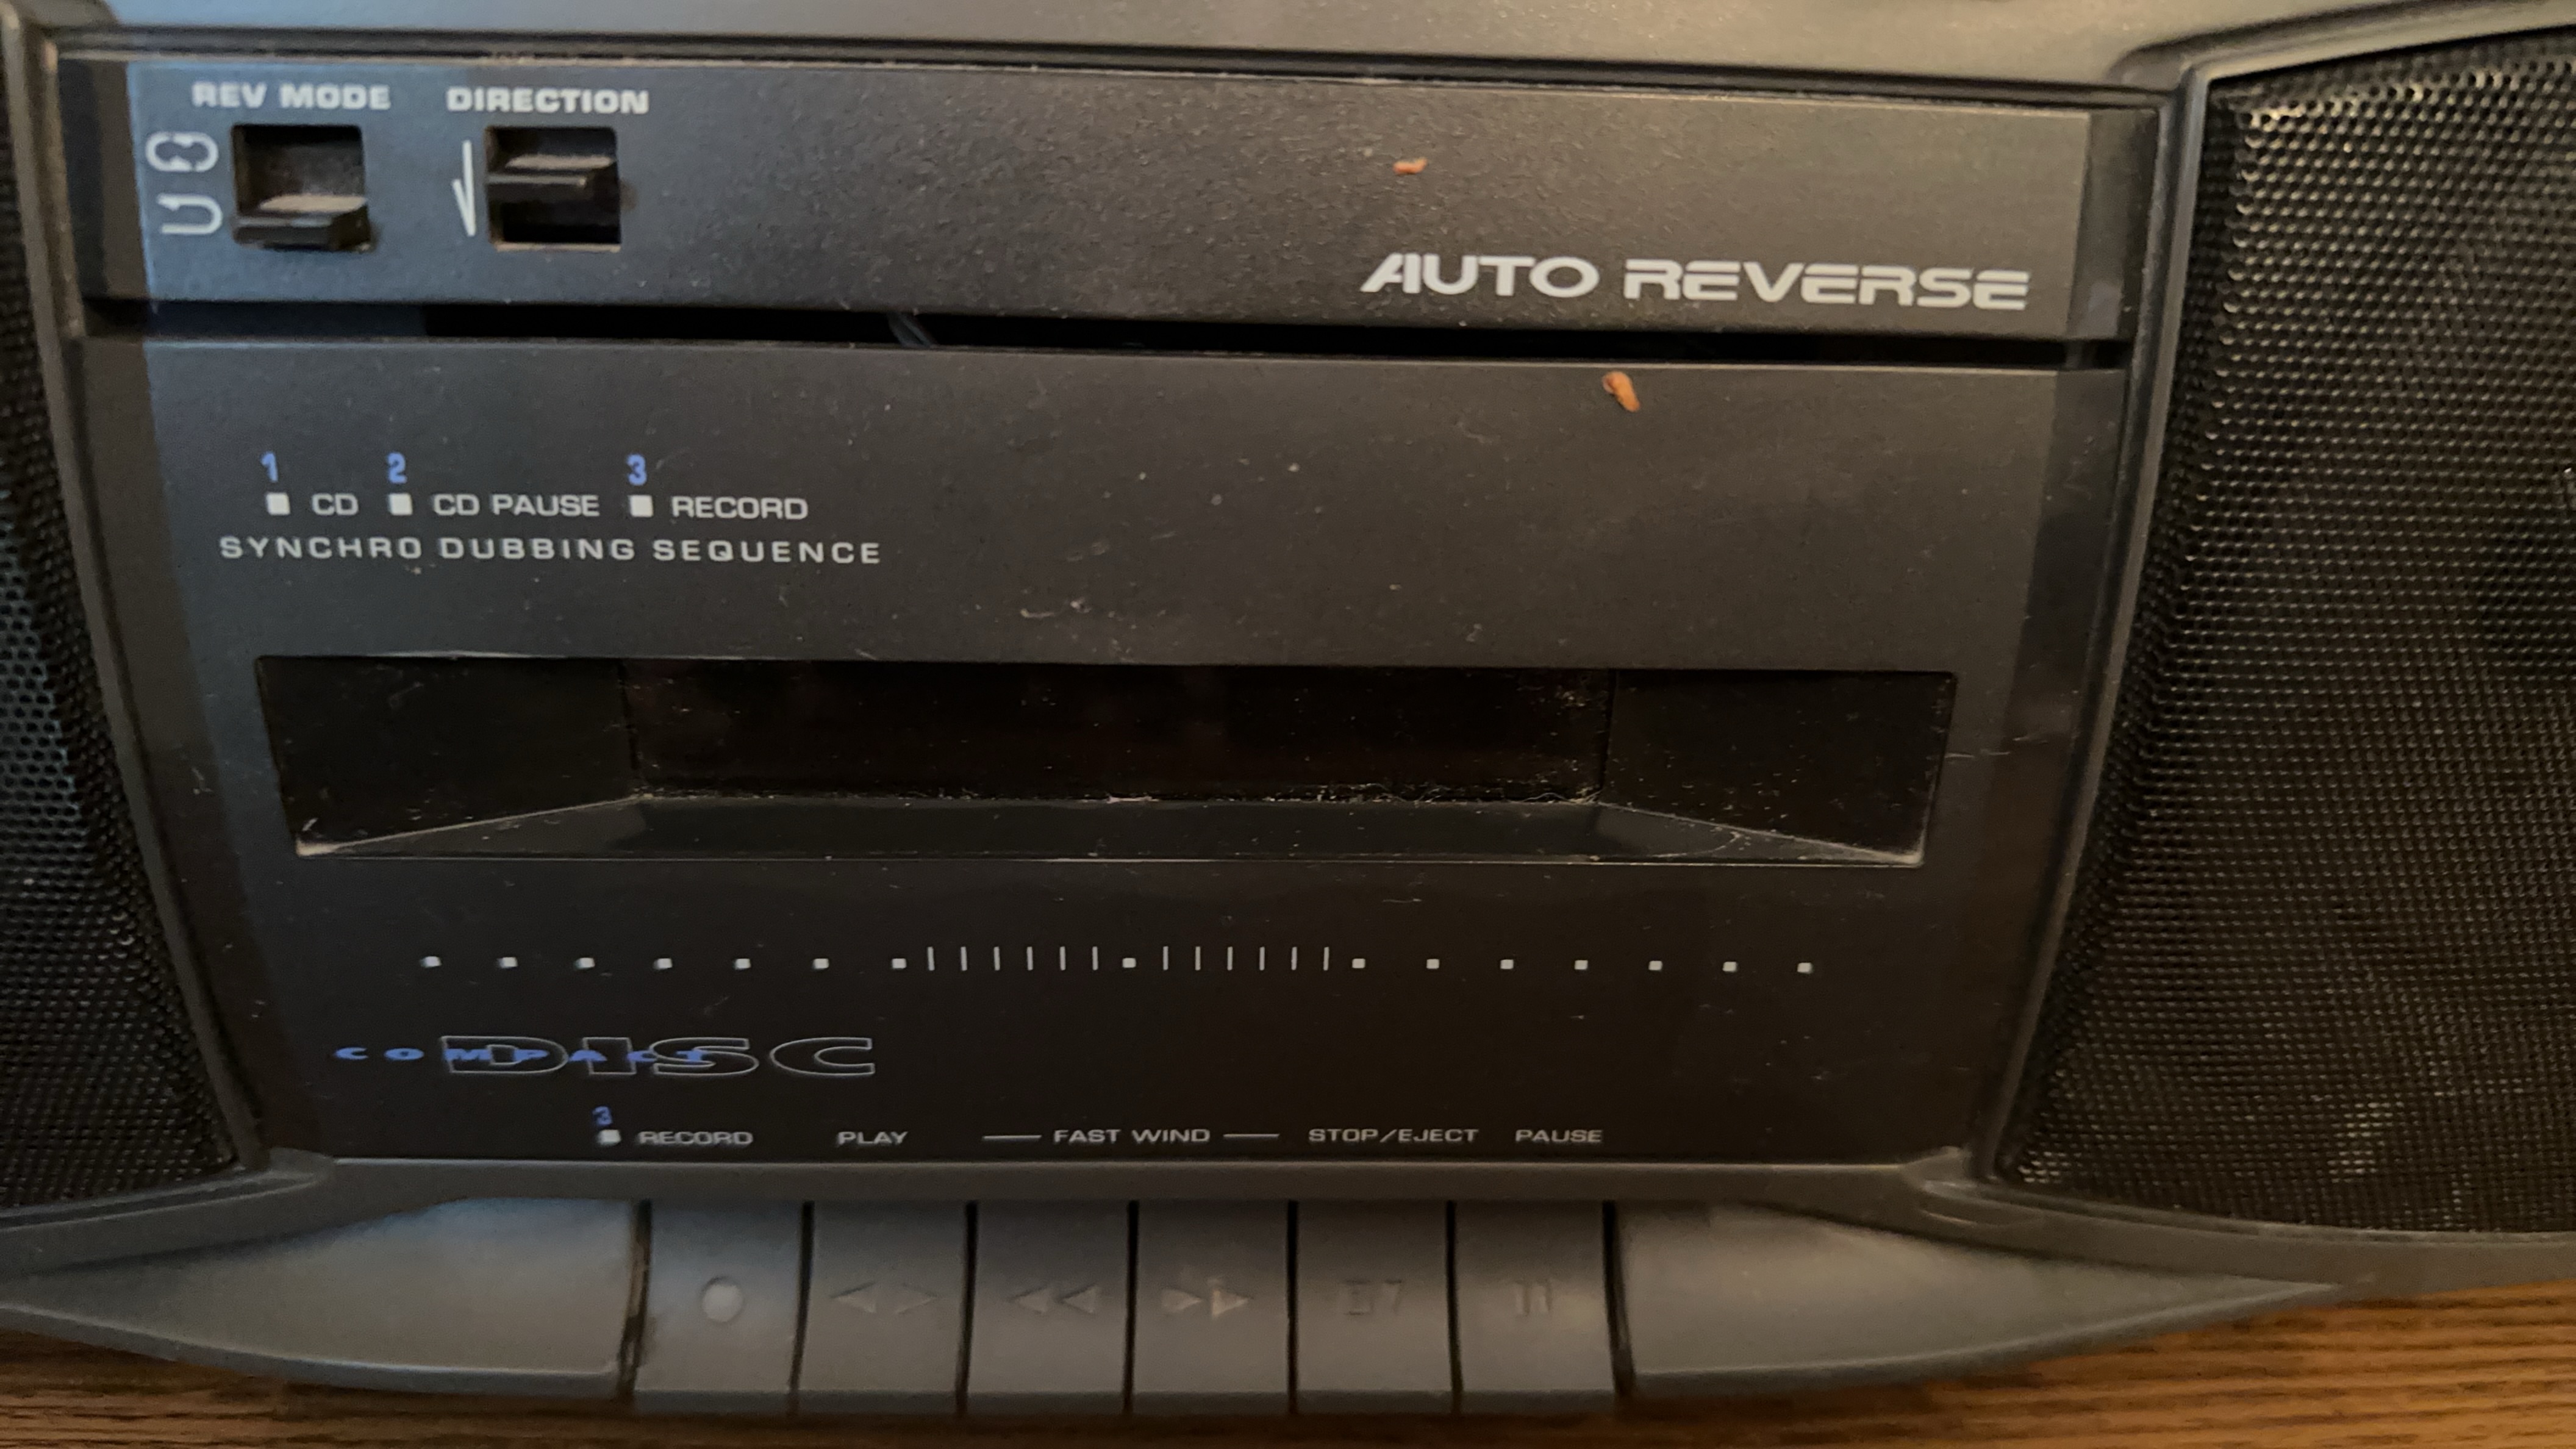 REV MODE DIRECTION
AUTO REVERSE
1 2 3
CD CD PAUSE RECORD
SYNCHRO DUBBING SEQUENCE
COMPACT DISC
3
RECORD PLAY FAST WIND STOP/EJECT PAUSE